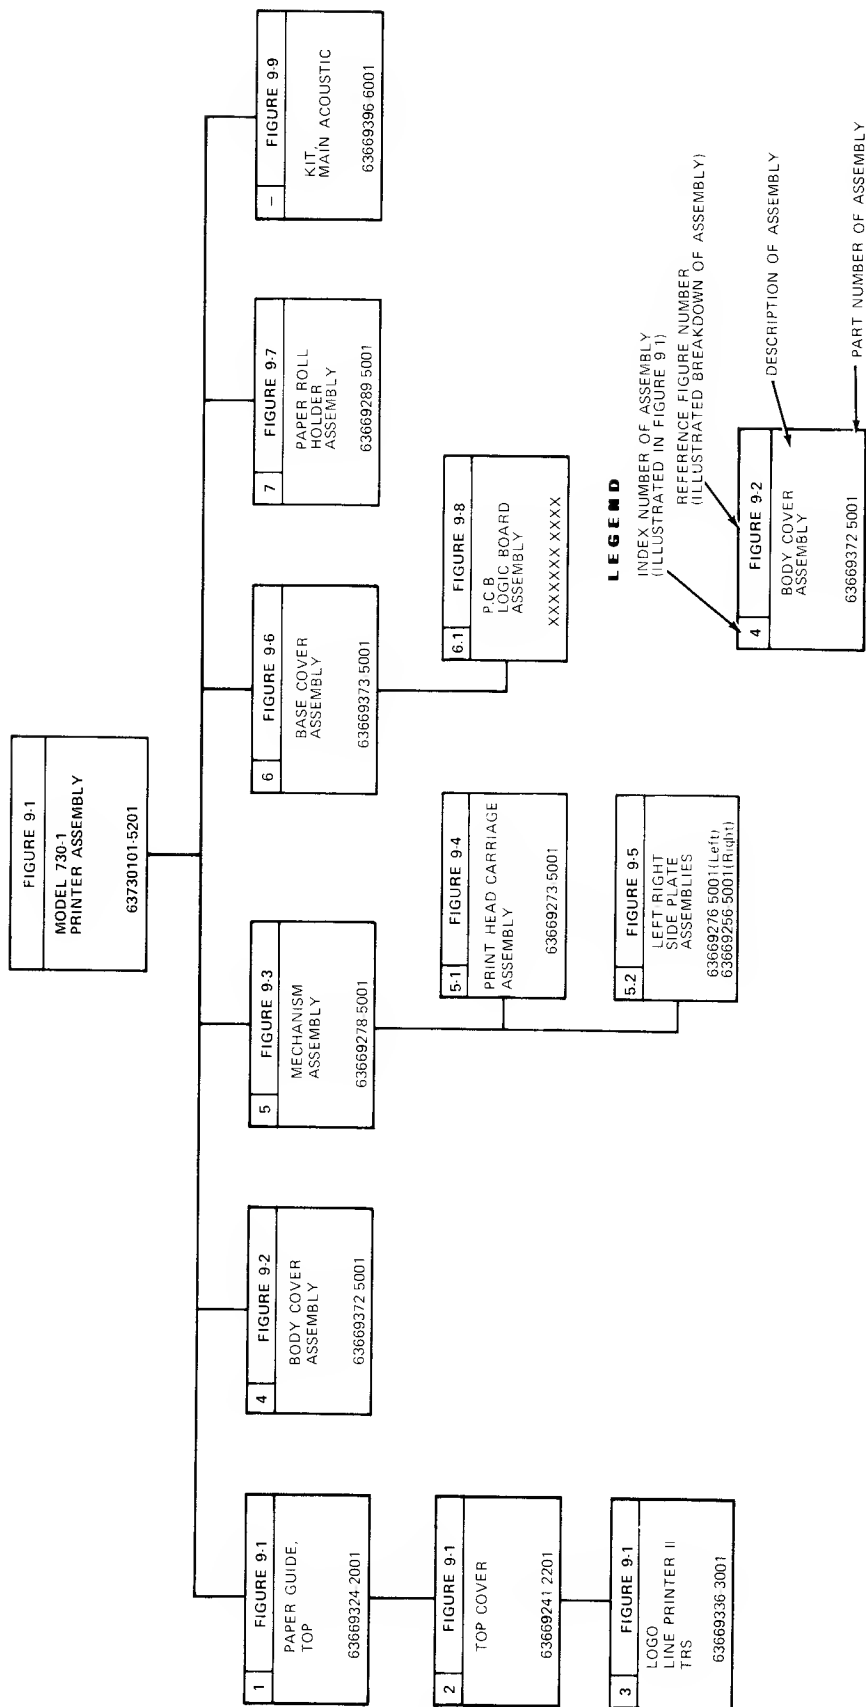 FIGURE 9-1
MODEL 730-1
PRINTER ASSEMBLY
63730101-5201
1
FIGURE 9-1
PAPER GUIDE,
TOP
63669324 2001
2
FIGURE 9-1
TOP COVER
63669241 2201
3
FIGURE 9-1
LOGO
LINE PRINTER II
TRS
63669336 3001
4
FIGURE 9-2
BODY COVER
ASSEMBLY
63669372 5001
5
FIGURE 9-3
MECHANISM
ASSEMBLY
63669278 5001
5-1
FIGURE 9-4
PRINT HEAD CARRIAGE
ASSEMBLY
63669273 5001
5.2
FIGURE 9-5
LEFT/RIGHT
SIDE PLATE
ASSEMBLIES
63669276 5001(Left)
63669256-5001(Right)
6
FIGURE 9-6
BASE COVER
ASSEMBLY
63669373 5001
6.1
FIGURE 9-8
P.C.B
LOGIC BOARD
ASSEMBLY
XXXXXXXX XXXX
7
FIGURE 9-7
PAPER ROLL
HOLDER
ASSEMBLY
63669289 5001
–
FIGURE 9-9
KIT,
MAIN ACOUSTIC
63669396 6001
LEGEND
INDEX NUMBER OF ASSEMBLY
(ILLUSTRATED IN FIGURE 9 1)
REFERENCE FIGURE NUMBER
(ILLUSTRATED BREAKDOWN OF ASSEMBLY)
4
FIGURE 9-2
BODY COVER
ASSEMBLY
63669372 5001
DESCRIPTION OF ASSEMBLY
PART NUMBER OF ASSEMBLY